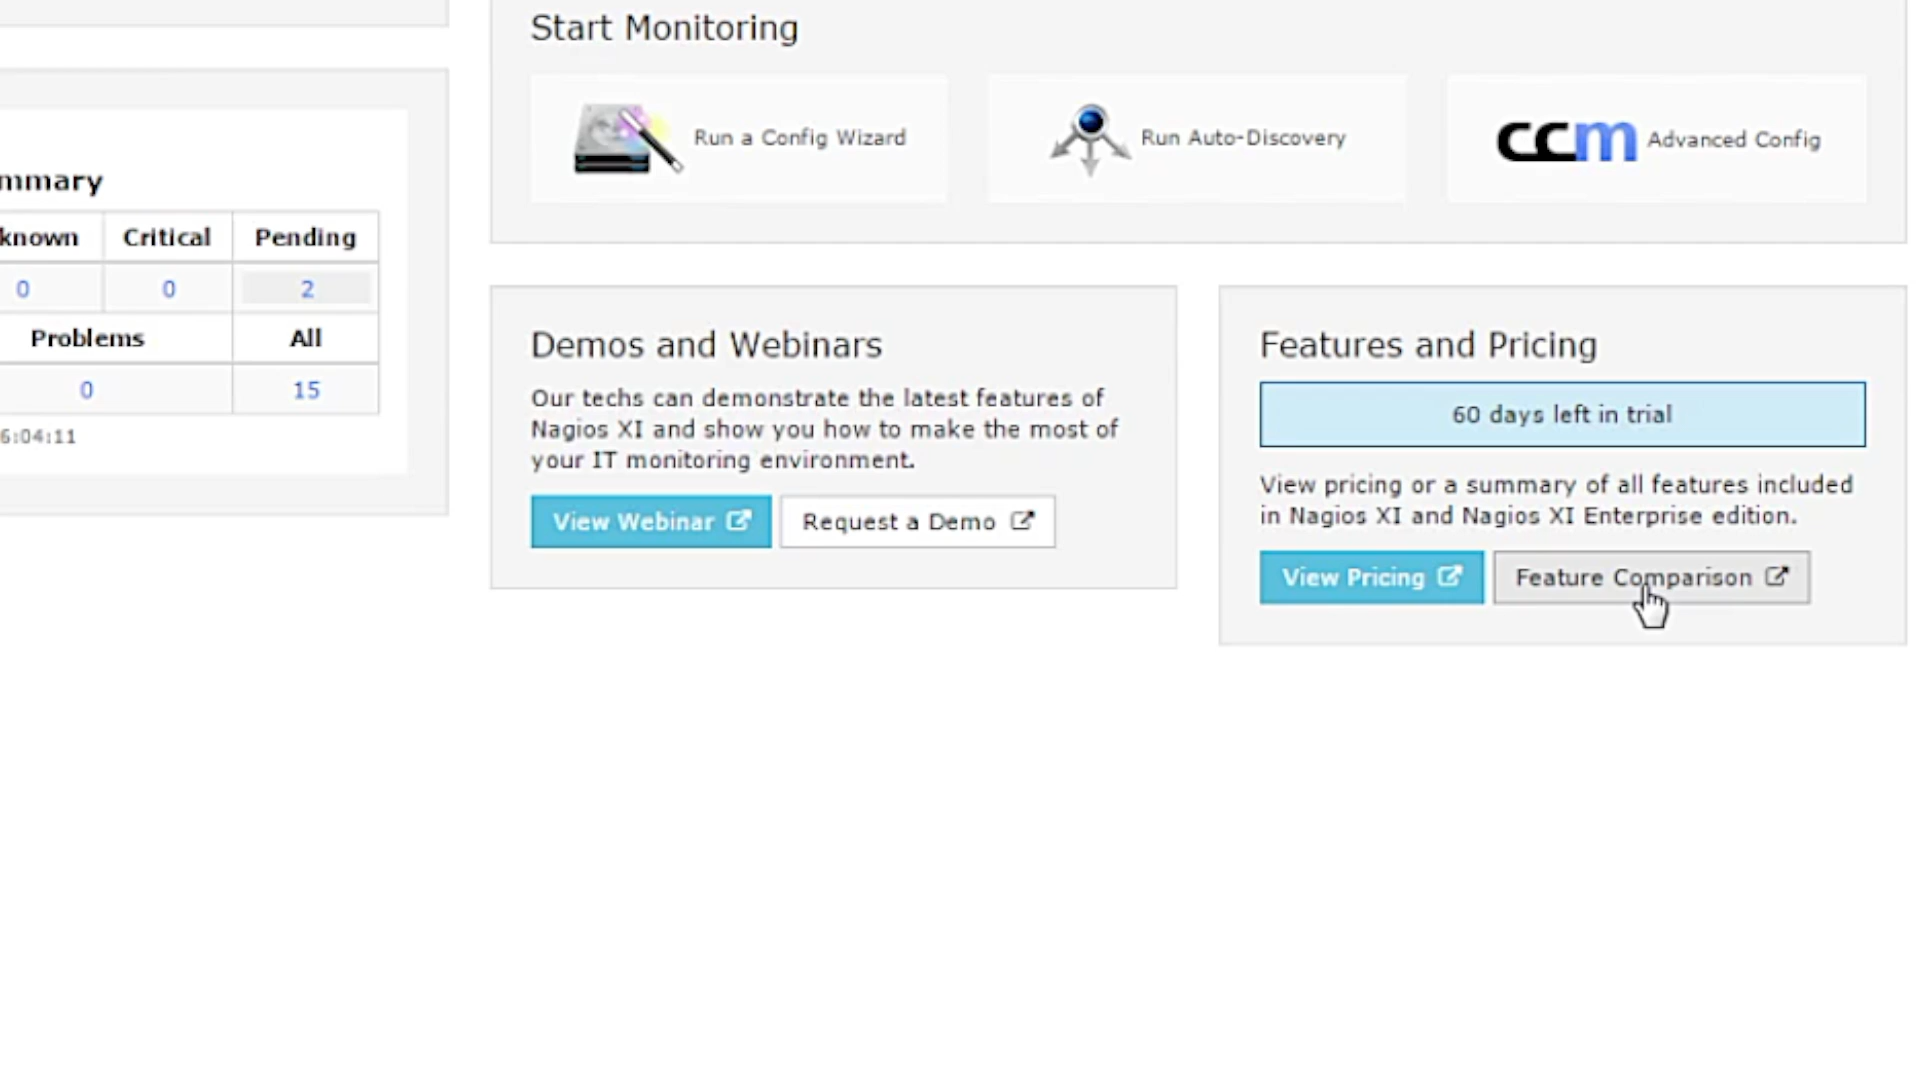 Start Monitoring
Run a Config Wizard
Run Auto-Discovery
ccm Advanced Config
mmary
known Critical Pending
0 0 2
Problems All
0 15
6:04:11
Demos and Webinars
Our techs can demonstrate the latest features of
Nagios XI and show you how to make the most of
your IT monitoring environment.
View Webinar
Request a Demo
Features and Pricing
60 days left in trial
View pricing or a summary of all features included
in Nagios XI and Nagios XI Enterprise edition.
View Pricing
Feature Comparison